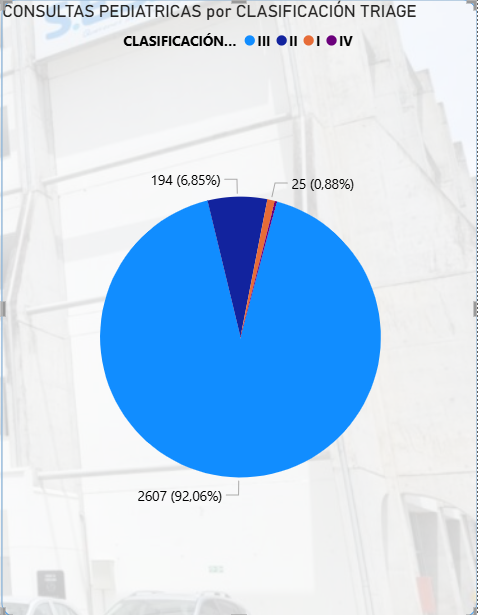 CONSULTAS PEDIATRICAS por CLASIFICACIÓN TRIAGE
CLASIFICACIÓN... III II I IV
194 (6,85%)
25 (0,88%)
2607 (92,06%)